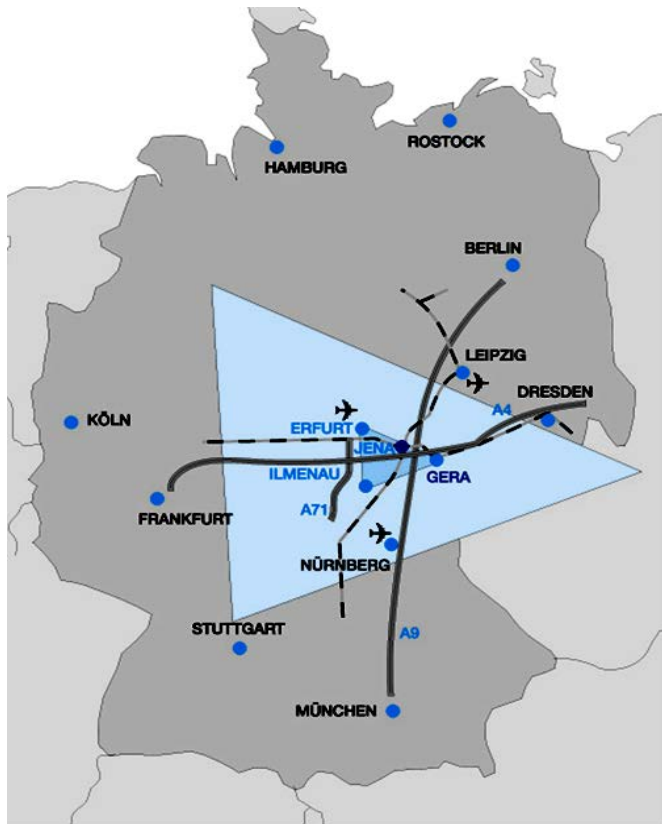 ROSTOCK
HAMBURG
BERLIN
LEIPZIG
DRESDEN
A4
KÖLN
ERFURT
JENA
ILMENAU
GERA
A71
FRANKFURT
NÜRNBERG
STUTTGART
A9
MÜNCHEN